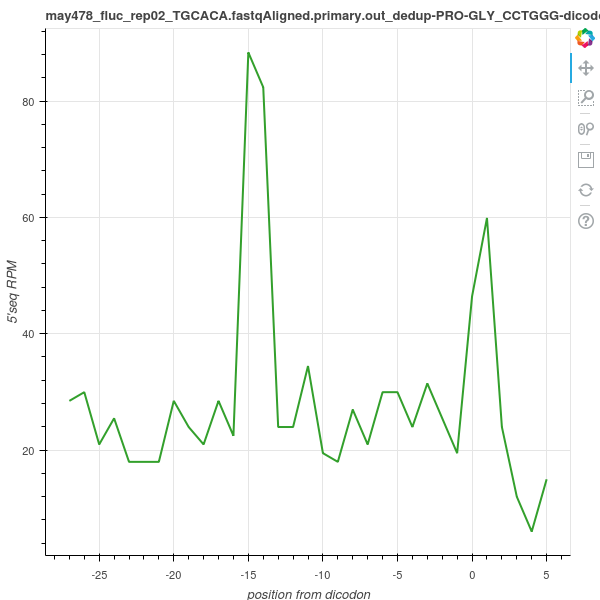 may478_fluc_rep02_TGCACA.fastqAligned.primary.out_dedup-PRO-GLY_CCTGGG-dicod
80
60
40
20
5'seq RPM
-25 -20 -15 -10 -5 0 5
position from dicodon